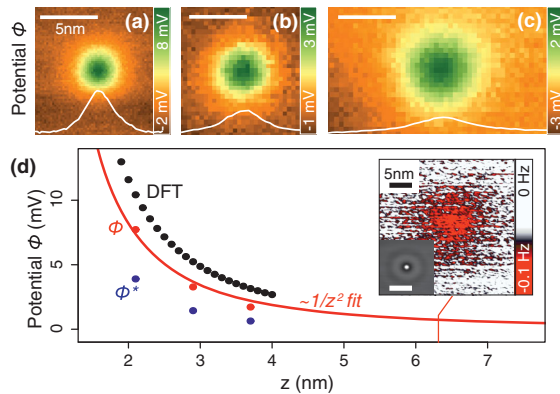 (a)
(b)
(c)
5nm
Potential Φ
8 mV
-2 mV
3 mV
-1 mV
2 mV
-3 mV
(d)
Potential Φ (mV)
10
5
0
DFT
Φ
Φ*
~1/z² fit
5nm
0 Hz
-0.1 Hz
2
3
4
5
6
7
z (nm)